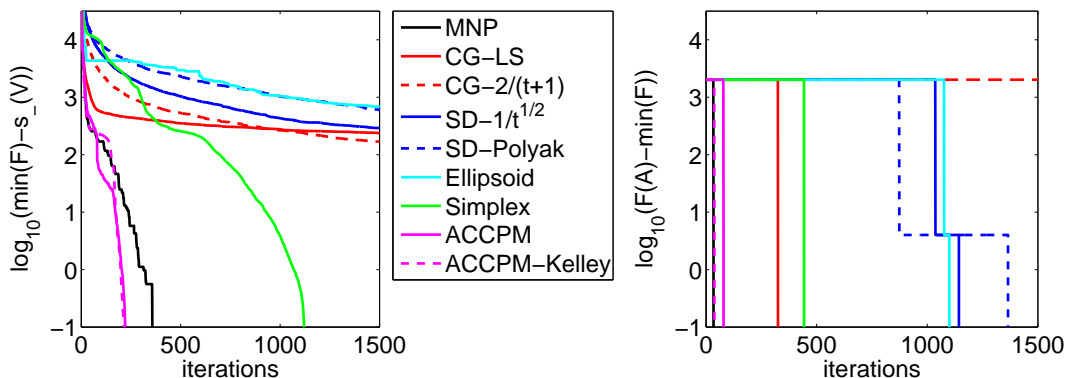 log10(min(F)−s_(V))
4
3
2
1
0
−1
0 500 1000 1500
iterations
MNP
CG−LS
CG−2/(t+1)
SD−1/t^1/2
SD−Polyak
Ellipsoid
Simplex
ACCPM
ACCPM−Kelley
log10(F(A)−min(F))
4
3
2
1
0
−1
0 500 1000 1500
iterations